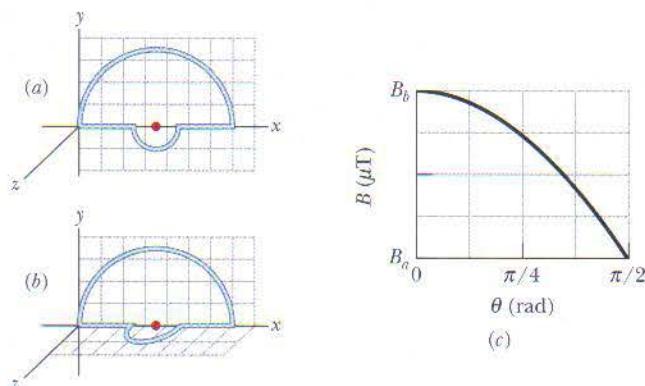 y
(a)
x
z
y
(b)
x
z
B_b
B (μT)
B_a
0
π/4
π/2
θ (rad)
(c)